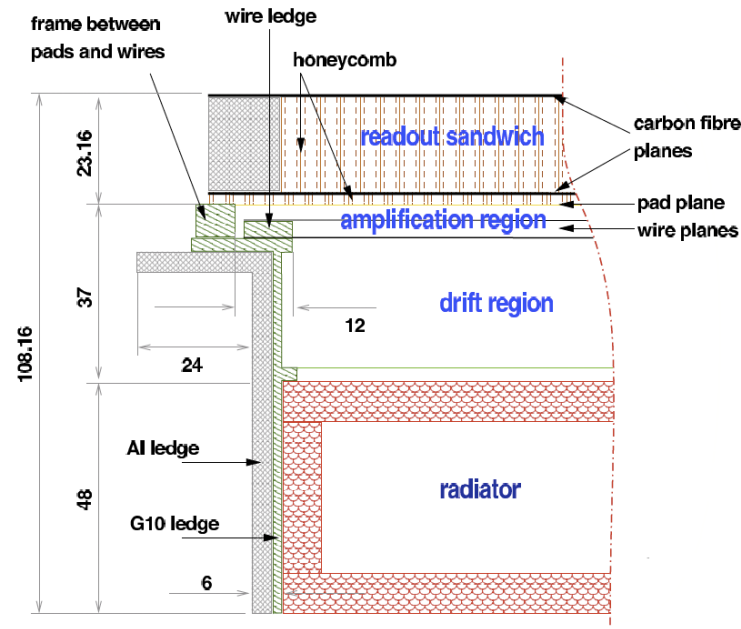 wire ledge
frame between
pads and wires
honeycomb
readout sandwich
carbon fibre
planes
23.16
pad plane
amplification region
wire planes
drift region
37
12
108.16
24
Al ledge
radiator
48
G10 ledge
6